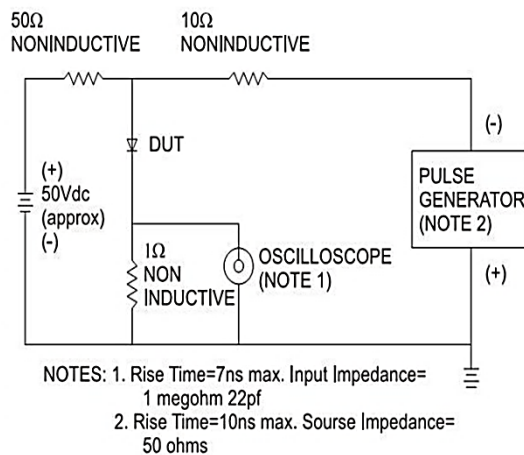 50Ω
NONINDUCTIVE
10Ω
NONINDUCTIVE
DUT
(+)
50Vdc
(approx)
(-)
1Ω
NON
INDUCTIVE
OSCILLOSCOPE
(NOTE 1)
(-)
PULSE
GENERATOR
(NOTE 2)
(+)
NOTES: 1. Rise Time=7ns max. Input Impedance=
1 megohm 22pf
2. Rise Time=10ns max. Sourse Impedance=
50 ohms